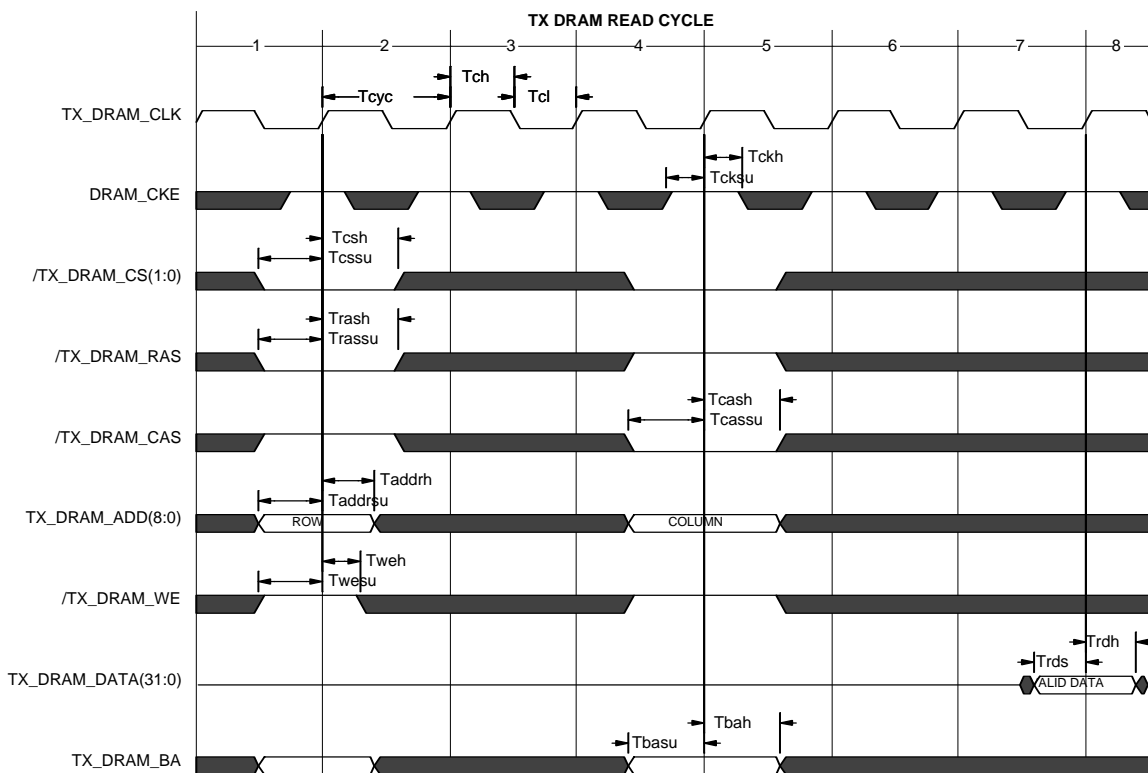 TX DRAM READ CYCLE
1 2 3 4 5 6 7 8
Tch
Tcyc Tcl
TX_DRAM_CLK
Tckh
Tcksu
DRAM_CKE
Tcsh
Tcssu
/TX_DRAM_CS(1:0)
Trash
Trassu
/TX_DRAM_RAS
Tcash
Tcassu
/TX_DRAM_CAS
Taddrh
Taddrsu
TX_DRAM_ADD(8:0) ROW COLUMN
Tweh
Twesu
/TX_DRAM_WE
Trdh
Trds
TX_DRAM_DATA(31:0) ALID DATA
Tbah
Tbasu
TX_DRAM_BA